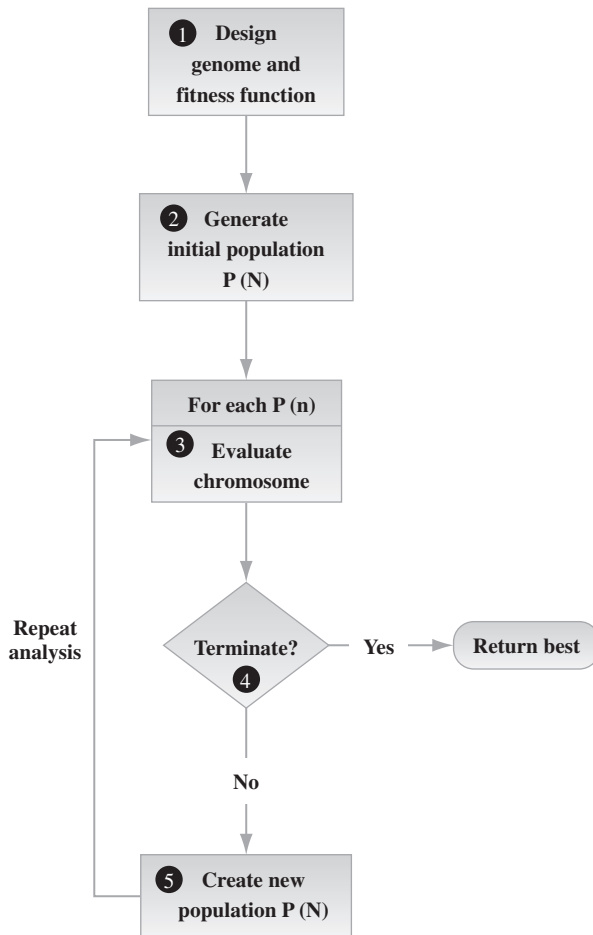 1 Design
genome and
fitness function
2 Generate
initial population
P (N)
For each P (n)
3 Evaluate
chromosome
Repeat
analysis
Terminate?
4
Yes
Return best
No
5 Create new
population P (N)